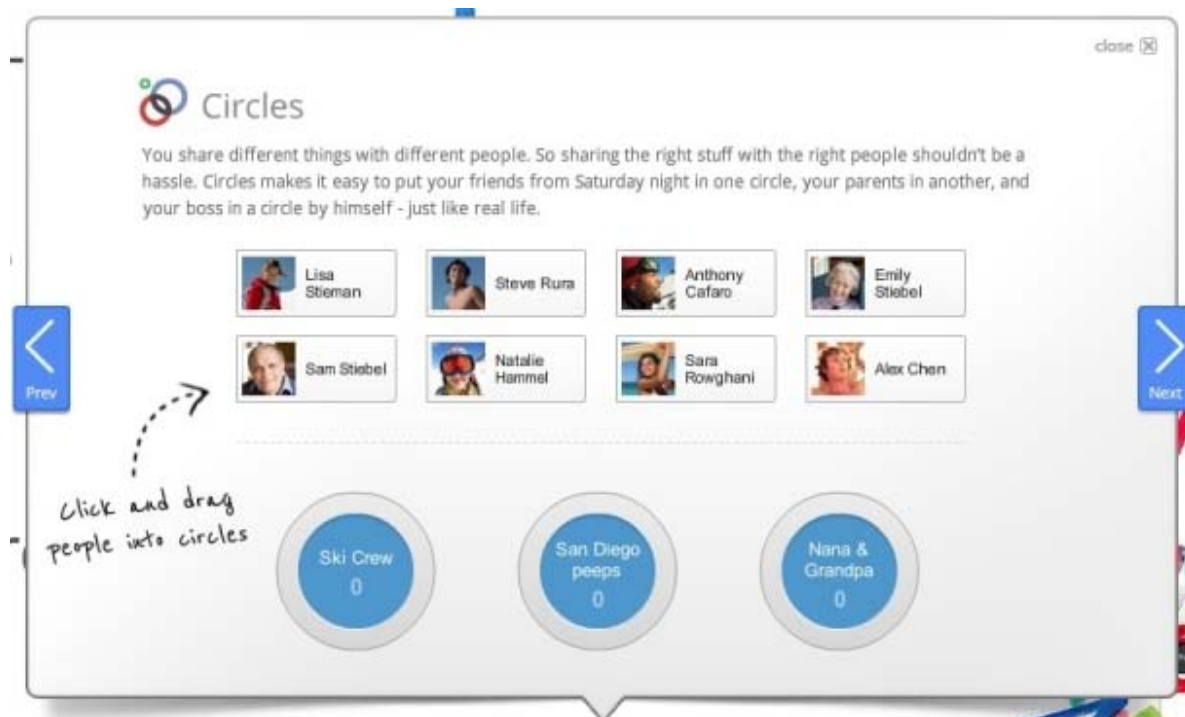 close
Circles
You share different things with different people. So sharing the right stuff with the right people shouldn't be a
hassle. Circles makes it easy to put your friends from Saturday night in one circle, your parents in another, and
your boss in a circle by himself - just like real life.
Lisa
Stieman
Steve Rura
Anthony
Cafaro
Emily
Stiebel
Sam Stiebel
Natalie
Hammel
Sara
Rowghani
Alex Chen
Prev
Next
Click and drag
people into circles
Ski Crew
0
San Diego
peeps
0
Nana &
Grandpa
0